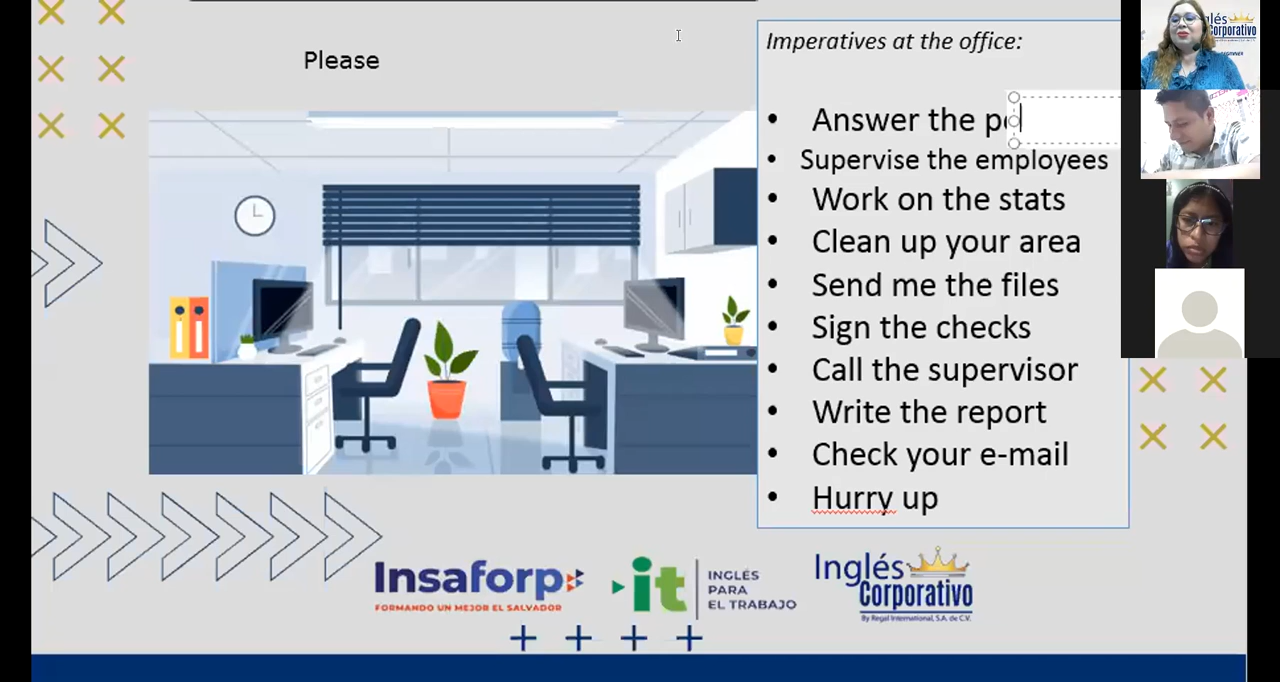 Please
Imperatives at the office:
• Answer the
• Supervise the employees
• Work on the stats
• Clean up your area
• Send me the files
• Sign the checks
• Call the supervisor
• Write the report
• Check your e-mail
• Hurry up
Insaforp
FORMANDO UN MEJOR EL SALVADOR
it
INGLÉS
PARA
EL TRABAJO
Inglés
Corporativo
By Regal International, S.A. de C.V.
glés
Corporativo